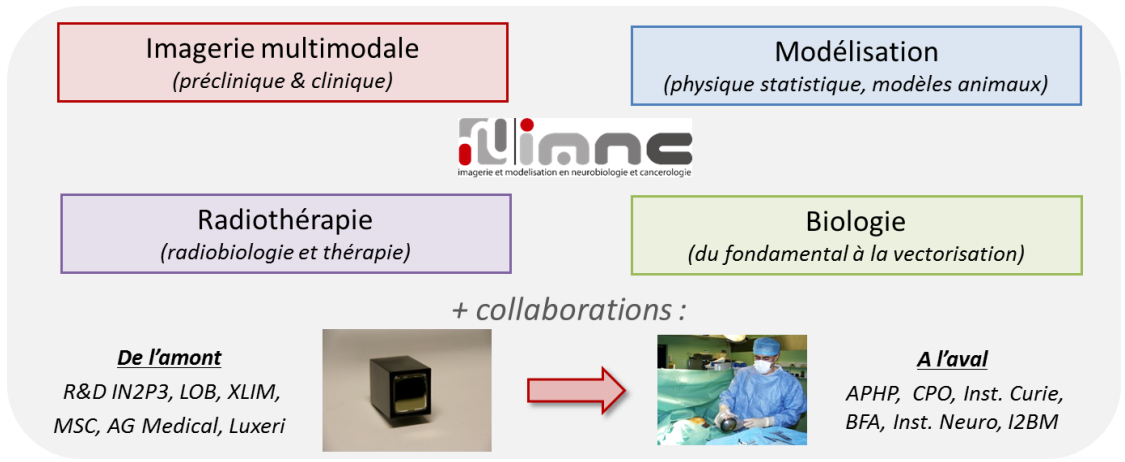 Imagerie multimodale
(préclinique & clinique)
Modélisation
(physique statistique, modèles animaux)
imnc
imagerie et modelisation en neurobiologie et cancerologie
Radiothérapie
(radiobiologie et thérapie)
Biologie
(du fondamental à la vectorisation)
+ collaborations :
De l'amont
R&D IN2P3, LOB, XLIM,
MSC, AG Medical, Luxeri
A l'aval
APHP, CPO, Inst. Curie,
BFA, Inst. Neuro, I2BM